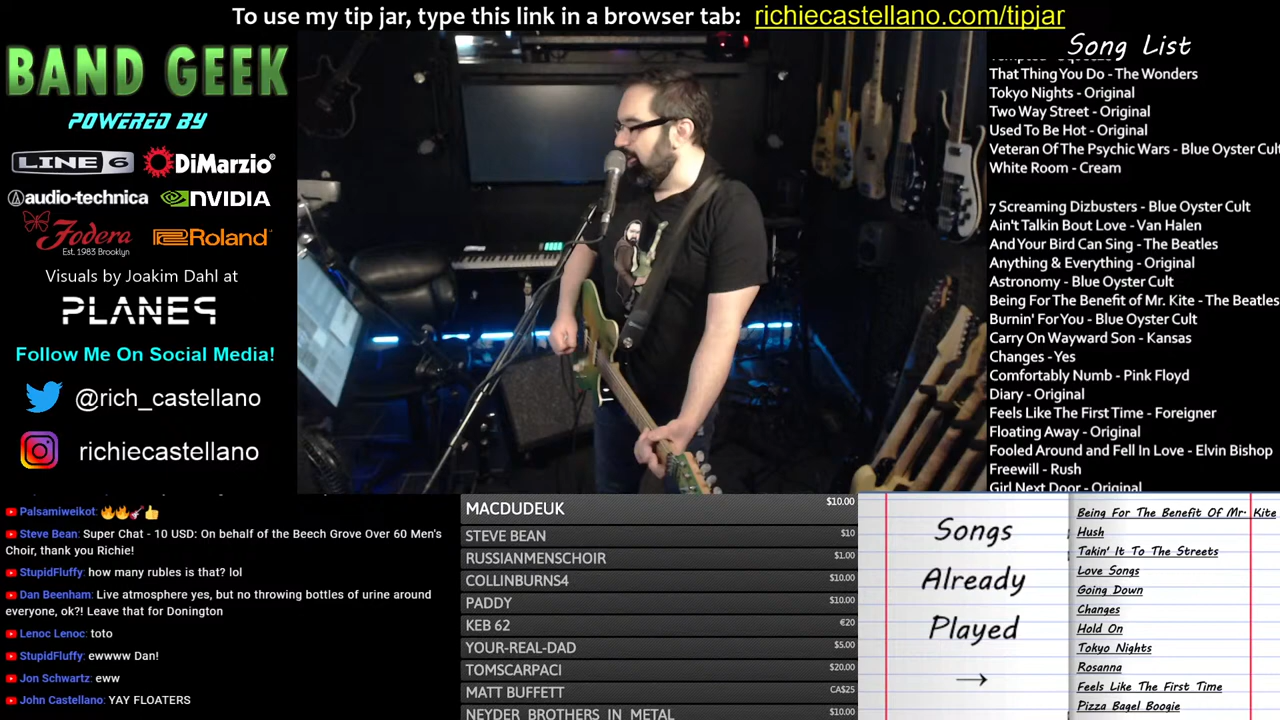 To use my tip jar, type this link in a browser tab: richiecastellano.com/tipjar
BAND GEEK
POWERED BY
LINE 6
DiMarzio
audio-technica
NVIDIA
Fodera
Est. 1983 Brooklyn
Roland
Visuals by Joakim Dahl at
PLANE9
Follow Me On Social Media!
@rich_castellano
richiecastellano
Song List
That Thing You Do - The Wonders
Tokyo Nights - Original
Two Way Street - Original
Used To Be Hot - Original
Veteran Of The Psychic Wars - Blue Oyster Cult
White Room - Cream
7 Screaming Dizbusters - Blue Oyster Cult
Ain't Talkin Bout Love - Van Halen
And Your Bird Can Sing - The Beatles
Anything & Everything - Original
Astronomy - Blue Oyster Cult
Being For The Benefit of Mr. Kite - The Beatles
Burnin' For You - Blue Oyster Cult
Carry On Wayward Son - Kansas
Changes - Yes
Comfortably Numb - Pink Floyd
Diary - Original
Feels Like The First Time - Foreigner
Floating Away - Original
Fooled Around and Fell In Love - Elvin Bishop
Freewill - Rush
Girl Next Door - Original
Palsamiweikot: 🔥🔥🎸👍
Steve Bean: Super Chat - 10 USD: On behalf of the Beech Grove Over 60 Men's
Choir, thank you Richie!
StupidFluffy: how many rubles is that? lol
Dan Beenham: Live atmosphere yes, but no throwing bottles of urine around
everyone, ok?! Leave that for Donington
Lenoc Lenoc: toto
StupidFluffy: ewwww Dan!
Jon Schwartz: eww
John Castellano: YAY FLOATERS
MACDUDEUK $10.00
STEVE BEAN $10
RUSSIANMENSCHOIR $1.00
COLLINBURNS4 $10.00
PADDY $10.00
KEB 62 €20
YOUR-REAL-DAD $5.00
TOMSCARPACI $20.00
MATT BUFFETT CA$25
NEYDER_BROTHERS_IN_METAL $10.00
Songs
Already
Played
→
Being For The Benefit Of Mr. Kite
Hush
Takin' It To The Streets
Love Songs
Going Down
Changes
Hold On
Tokyo Nights
Rosanna
Feels Like The First Time
Pizza Bagel Boogie